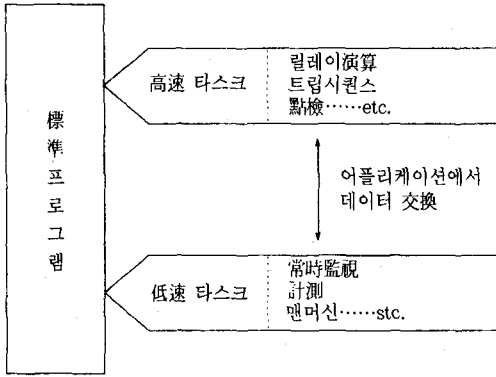 標準프로그램
高速 타스크
릴레이演算
트립시퀀스
點檢……etc.
어플리케이션에서
데이터 交換
低速 타스크
常時監視
計測
맨머신……stc.